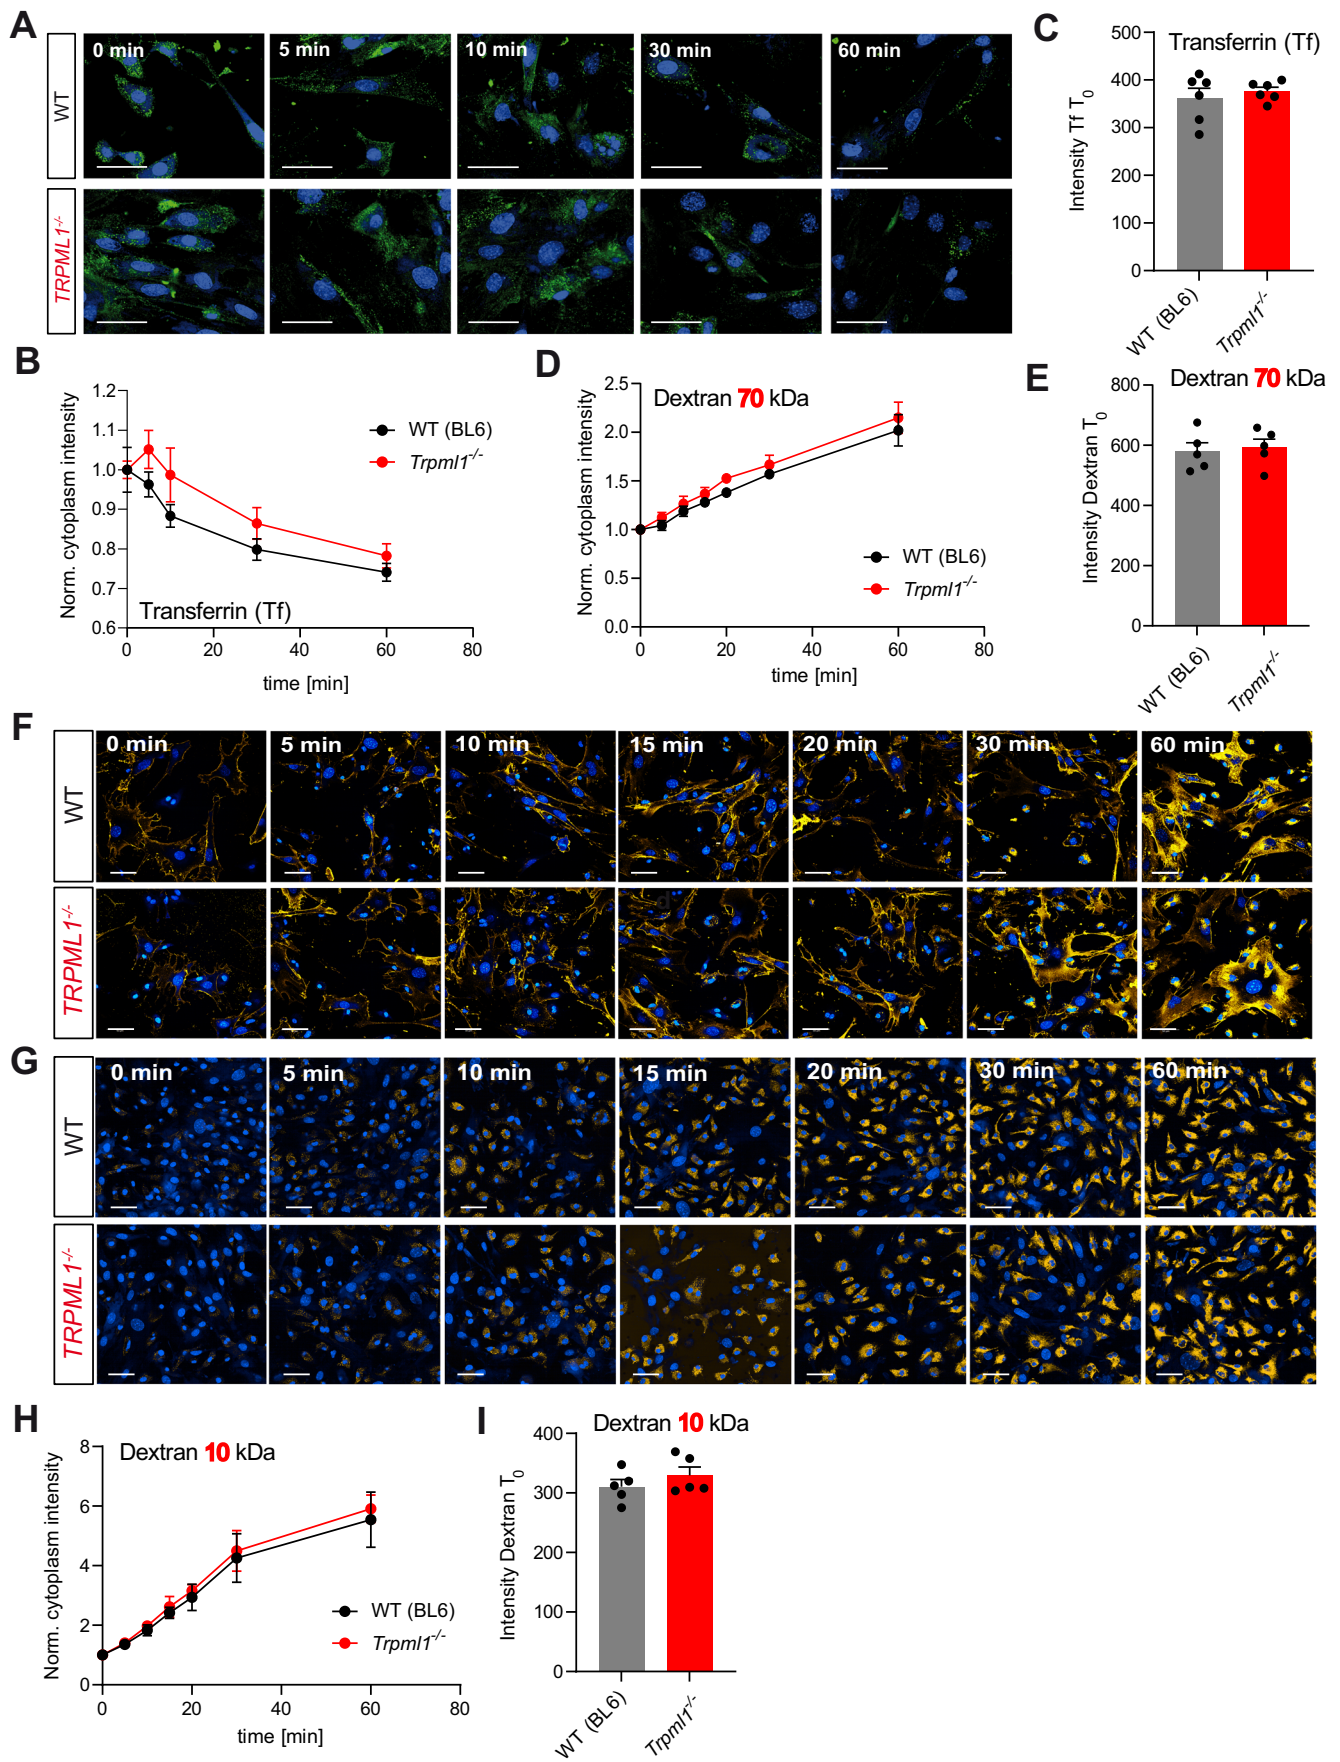 A
0 min
5 min
10 min
30 min
60 min
WT
TRPML1-/-
C
Transferrin (Tf)
500
400
300
200
100
0
Intensity Tf T0
WT (BL6)
Trpml1-/-
B
Norm. cytoplasm intensity
1.2
1.1
1.0
0.9
0.8
0.7
0.6
WT (BL6)
Trpml1-/-
Transferrin (Tf)
0
20
40
60
80
time [min]
D
Norm. cytoplasm intensity
2.5
2.0
1.5
1.0
0.5
0.0
Dextran 70 kDa
WT (BL6)
Trpml1-/-
0
20
40
60
80
time [min]
E
Dextran 70 kDa
800
600
400
200
0
Intensity Dextran T0
WT (BL6)
Trpml1-/-
F
0 min
5 min
10 min
15 min
20 min
30 min
60 min
WT
d
TRPML1-/-
G
0 min
5 min
10 min
15 min
20 min
30 min
60 min
WT
TRPML1-/-
H
Dextran 10 kDa
Norm. cytoplasm intensity
8
6
4
2
0
WT (BL6)
Trpml1-/-
0
20
40
60
80
time [min]
I
Dextran 10 kDa
400
300
200
100
0
Intensity Dextran T0
WT (BL6)
Trpml1-/-